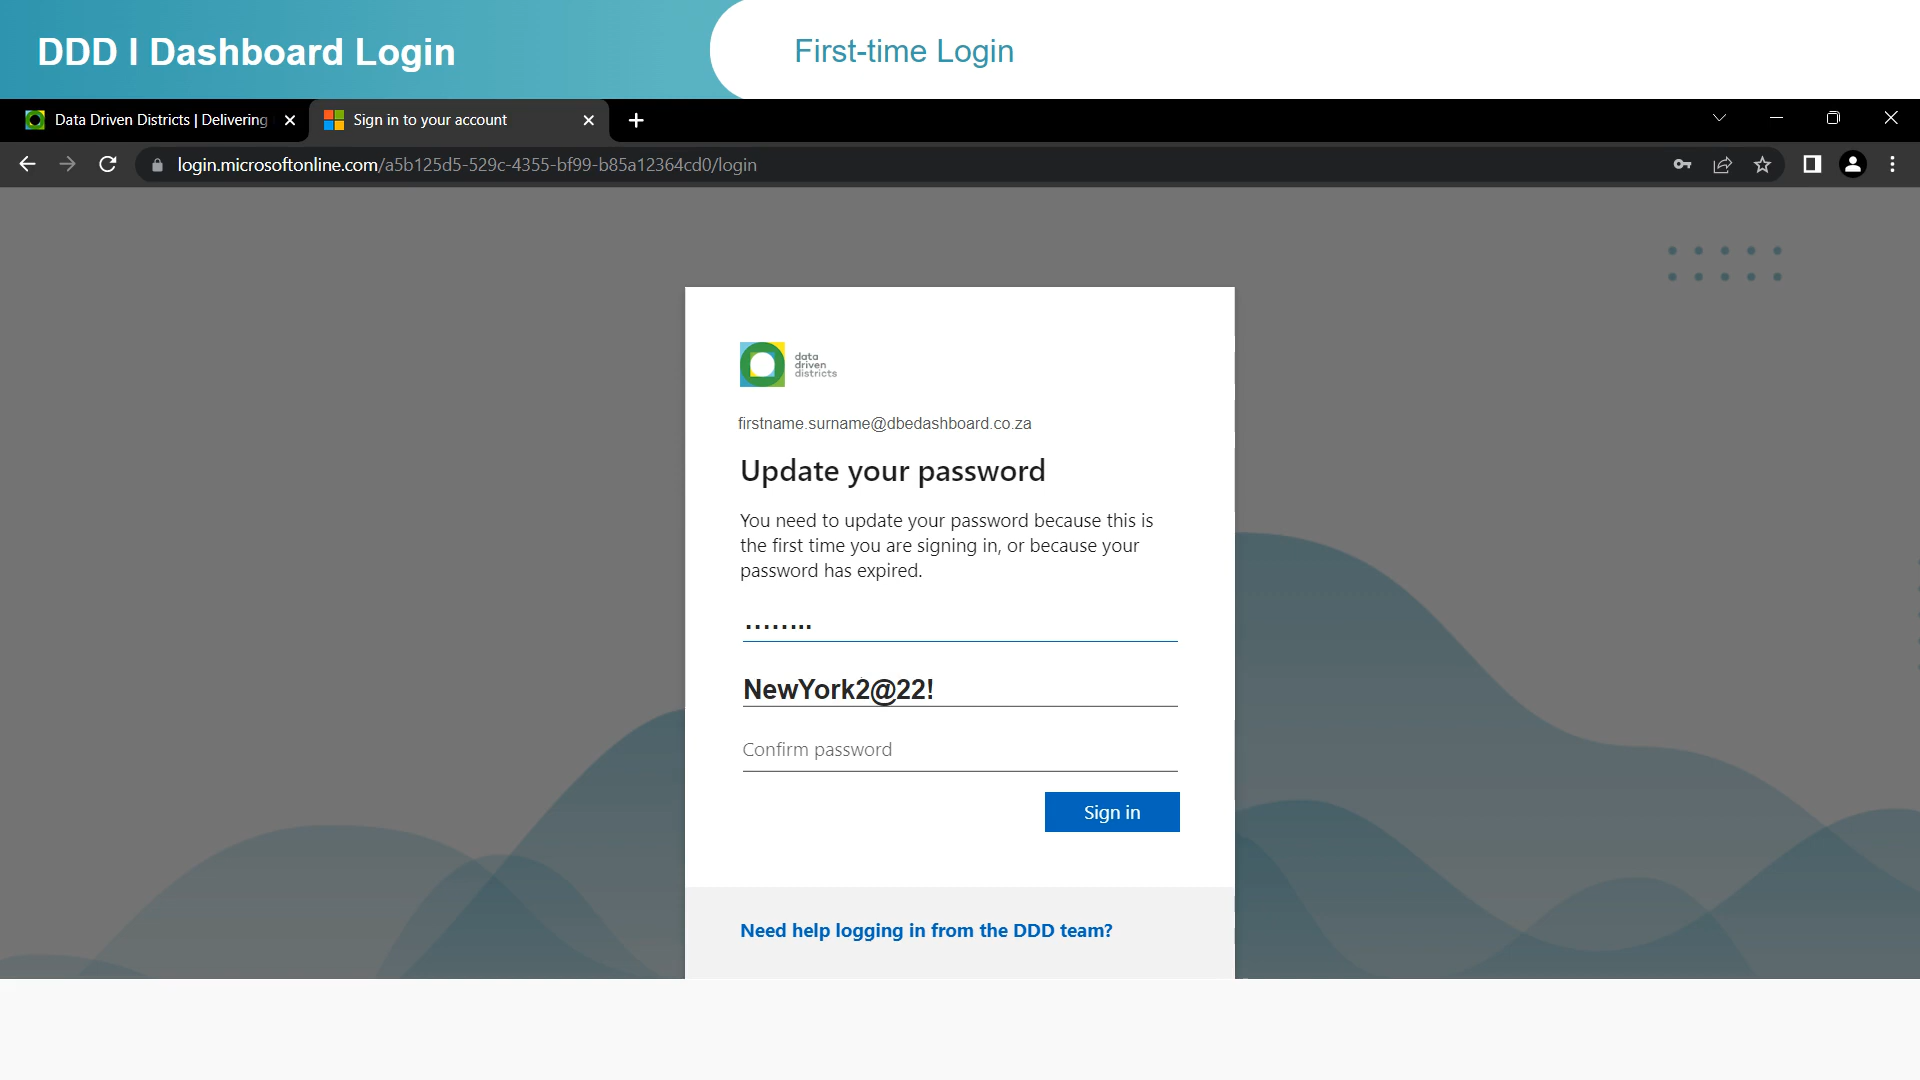 DDD I Dashboard Login
First-time Login
Data Driven Districts | Delivering
Sign in to your account
login.microsoftonline.com/a5b125d5-529c-4355-bf99-b85a12364cd0/login
data
driven
districts
firstname.surname@dbedashboard.co.za
Update your password
You need to update your password because this is
the first time you are signing in, or because your
password has expired.
........
NewYork2@22!
Confirm password
Sign in
Need help logging in from the DDD team?